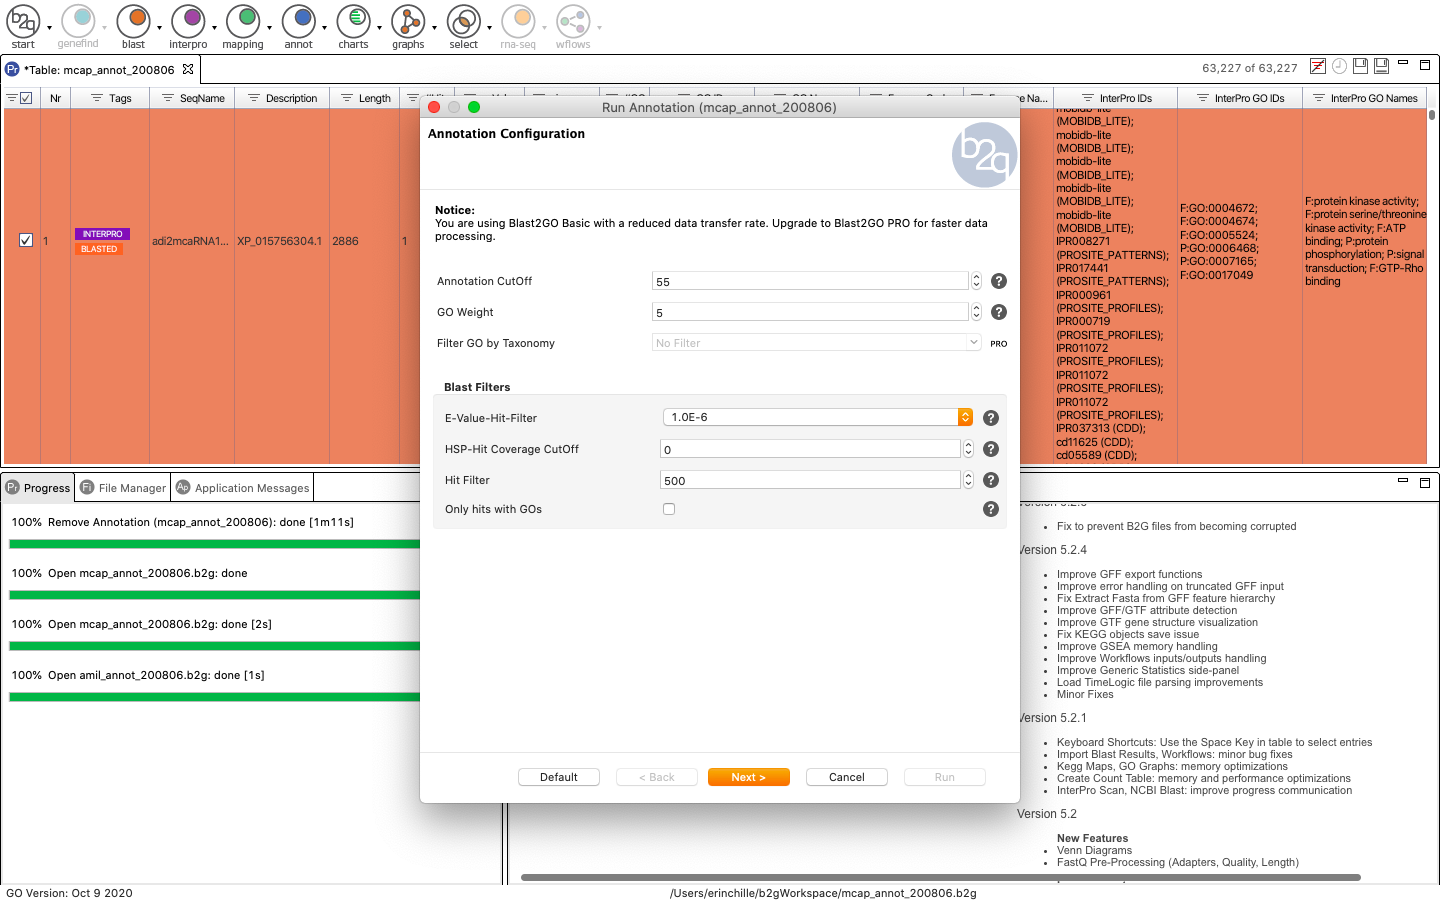 b2g
start
genefind
blast
interpro
mapping
annot
charts
graphs
select
rna-seq
wflows
Pr *Table: mcap_annot_200806
63,227 of 63,227
Nr Tags SeqName Description Length InterPro IDs InterPro GO IDs InterPro GO Names
1
INTERPRO
BLASTED
adi2mcaRNA1...
XP_015756304.1
2886
1
mobidb-lite
(MOBIDB_LITE);
mobidb-lite
(MOBIDB_LITE);
mobidb-lite
(MOBIDB_LITE);
mobidb-lite
(MOBIDB_LITE);
mobidb-lite
(MOBIDB_LITE);
IPR008271
(PROSITE_PATTERNS);
IPR017441
(PROSITE_PATTERNS);
IPR000961
(PROSITE_PROFILES);
IPR000719
(PROSITE_PROFILES);
IPR011072
(PROSITE_PROFILES);
IPR011072
(PROSITE_PROFILES);
IPR011072
(PROSITE_PROFILES);
IPR037313 (CDD);
cd11625 (CDD);
cd05589 (CDD);
F:GO:0004672;
F:GO:0004674;
F:GO:0005524;
P:GO:0006468;
P:GO:0007165;
F:GO:0017049
F:protein kinase activity;
F:protein serine/threonine
kinase activity; F:ATP
binding; P:protein
phosphorylation; P:signal
transduction; F:GTP-Rho
binding
Run Annotation (mcap_annot_200806)
Annotation Configuration
b2g
Notice:
You are using Blast2GO Basic with a reduced data transfer rate. Upgrade to Blast2GO PRO for faster data
processing.
Annotation CutOff 55 ?
GO Weight 5 ?
Filter GO by Taxonomy No Filter PRO
Blast Filters
E-Value-Hit-Filter 1.0E-6 ?
HSP-Hit Coverage CutOff 0 ?
Hit Filter 500 ?
Only hits with GOs ?
Default < Back Next > Cancel Run
Pr Progress Fi File Manager Ap Application Messages
100% Remove Annotation (mcap_annot_200806): done [1m11s]
100% Open mcap_annot_200806.b2g: done
100% Open mcap_annot_200806.b2g: done [2s]
100% Open amil_annot_200806.b2g: done [1s]
• Fix to prevent B2G files from becoming corrupted
Version 5.2.4
• Improve GFF export functions
• Improve error handling on truncated GFF input
• Fix Extract Fasta from GFF feature hierarchy
• Improve GFF/GTF attribute detection
• Improve GTF gene structure visualization
• Fix KEGG objects save issue
• Improve GSEA memory handling
• Improve Workflows inputs/outputs handling
• Improve Generic Statistics side-panel
• Load TimeLogic file parsing improvements
• Minor Fixes
Version 5.2.1
• Keyboard Shortcuts: Use the Space Key in table to select entries
• Import Blast Results, Workflows: minor bug fixes
• Kegg Maps, GO Graphs: memory optimizations
• Create Count Table: memory and performance optimizations
• InterPro Scan, NCBI Blast: improve progress communication
Version 5.2
New Features
• Venn Diagrams
• FastQ Pre-Processing (Adapters, Quality, Length)
GO Version: Oct 9 2020
/Users/erinchille/b2gWorkspace/mcap_annot_200806.b2g